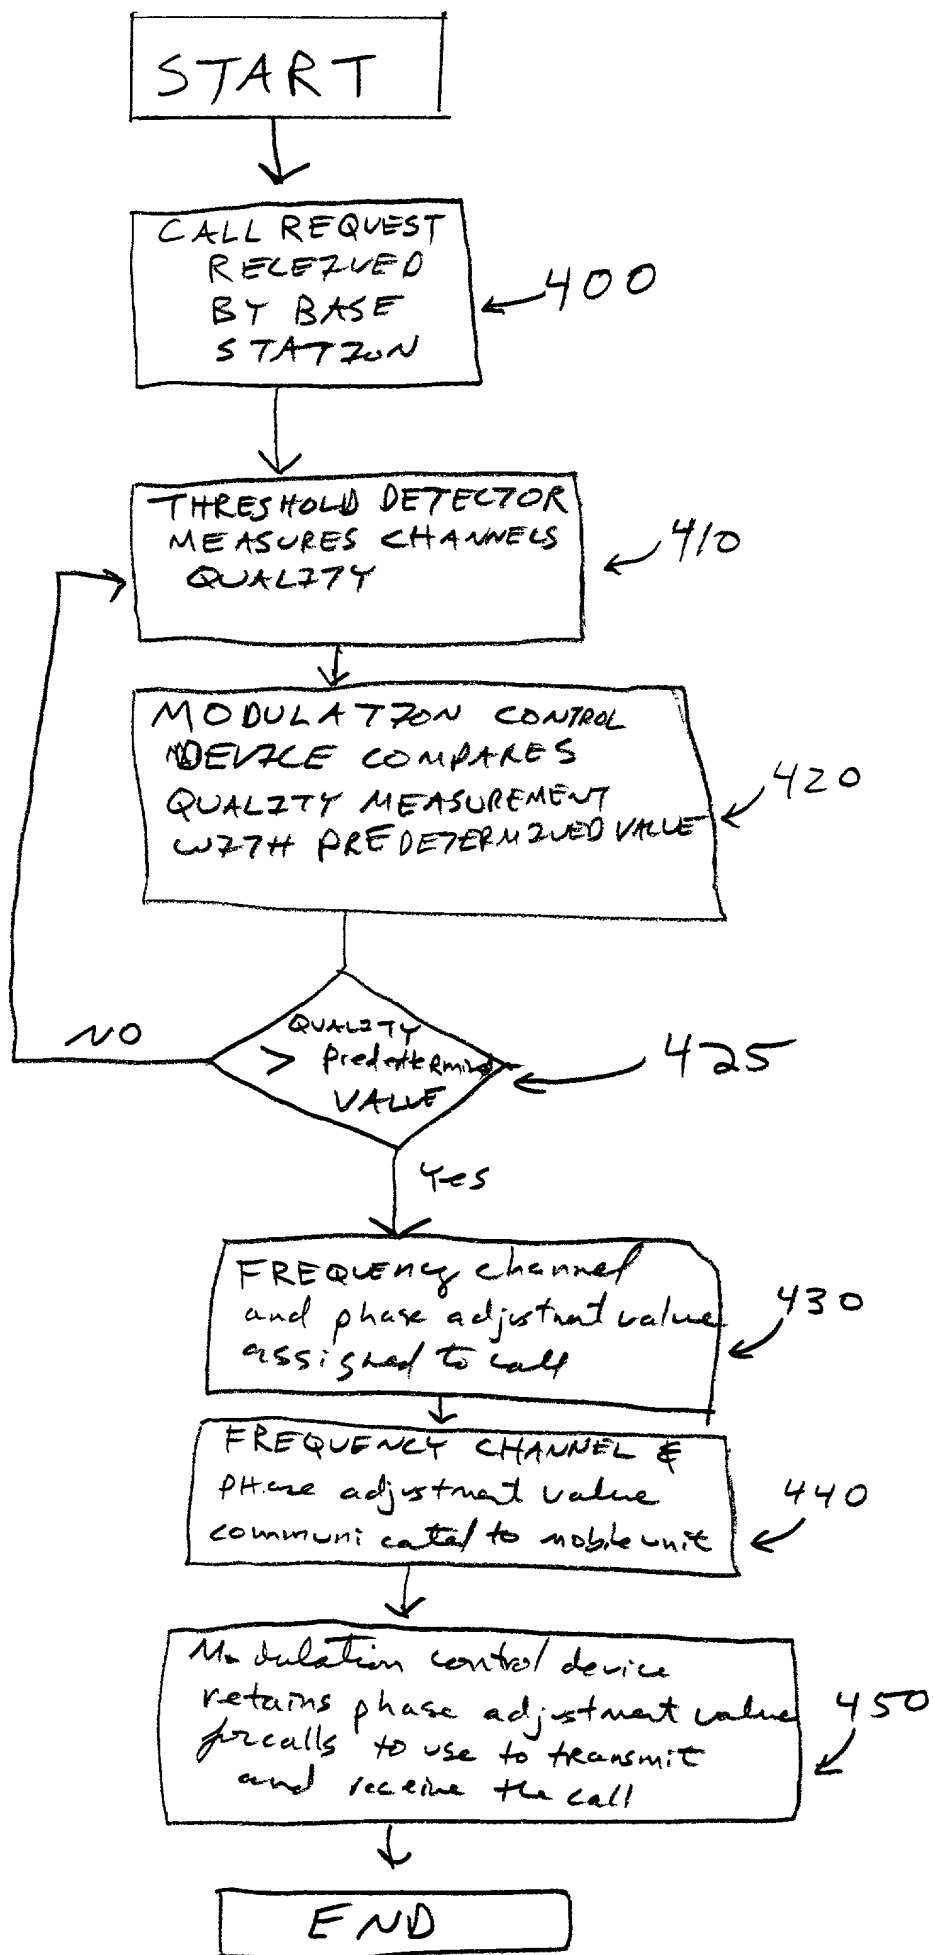 START
CALL REQUEST
RECEIVED
BY BASE
STATION
400
THRESHOLD DETECTOR
MEASURES CHANNELS
QUALITY
410
MODULATION CONTROL
DEVICE COMPARES
QUALITY MEASUREMENT
WITH PREDETERMINED VALUE
420
NO
QUALITY
> Predetermined
VALUE
425
Yes
FREQUENCY channel
and phase adjustment value
assigned to call
430
FREQUENCY CHANNEL &
phase adjustment value
communicated to mobile unit
440
Modulation control device
retains phase adjustment value
for calls to use to transmit
and receive the call
450
END